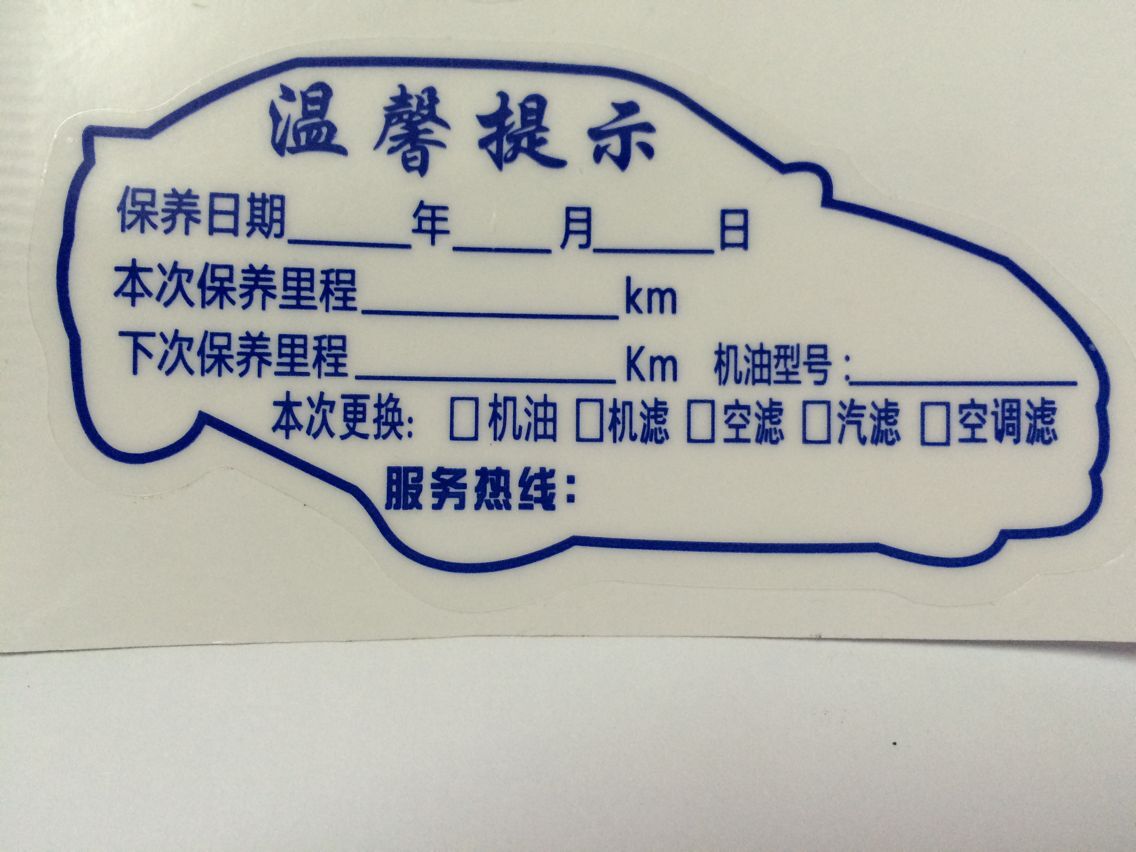 温馨提示
保养日期______年_____月______日
本次保养里程_____________km
下次保养里程_____________Km 机油型号:____________
本次更换: □机油 □机滤 □空滤 □汽滤 □空调滤
服务热线: